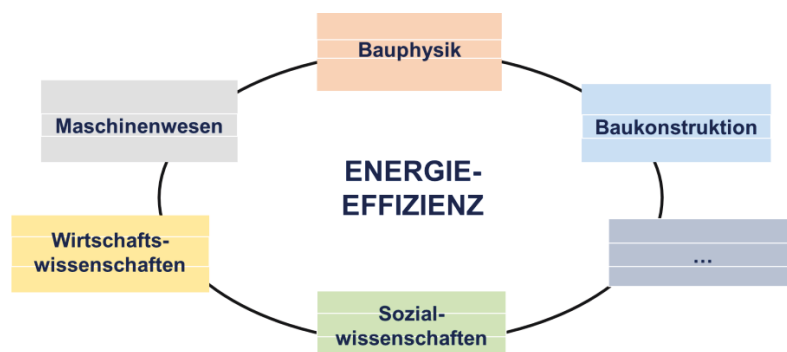 Bauphysik
Maschinenwesen
Baukonstruktion
ENERGIE-
EFFIZIENZ
Wirtschafts-
wissenschaften
...
Sozial-
wissenschaften